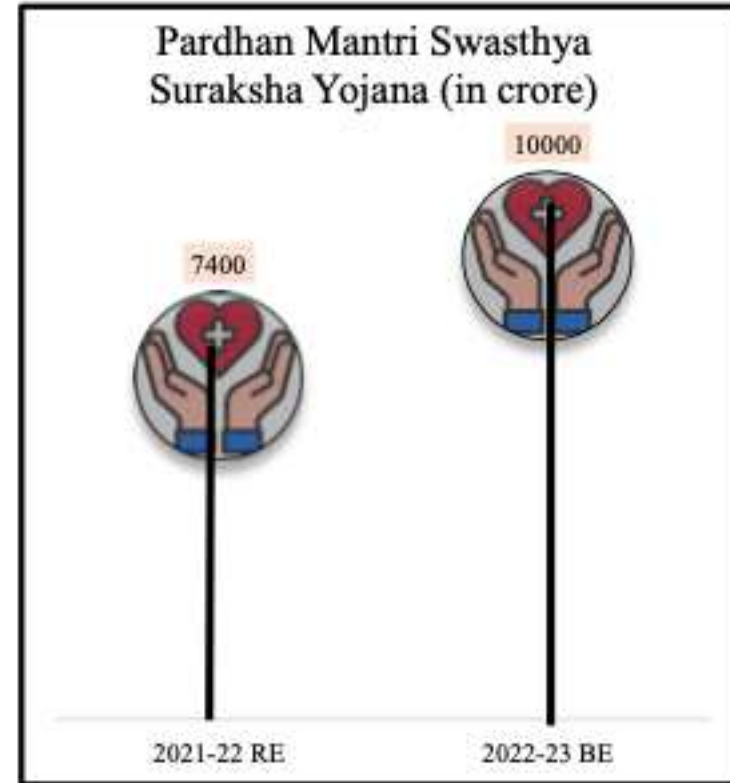 Pardhan Mantri Swasthya
Suraksha Yojana (in crore)
10000
7400
2021-22 RE
2022-23 BE